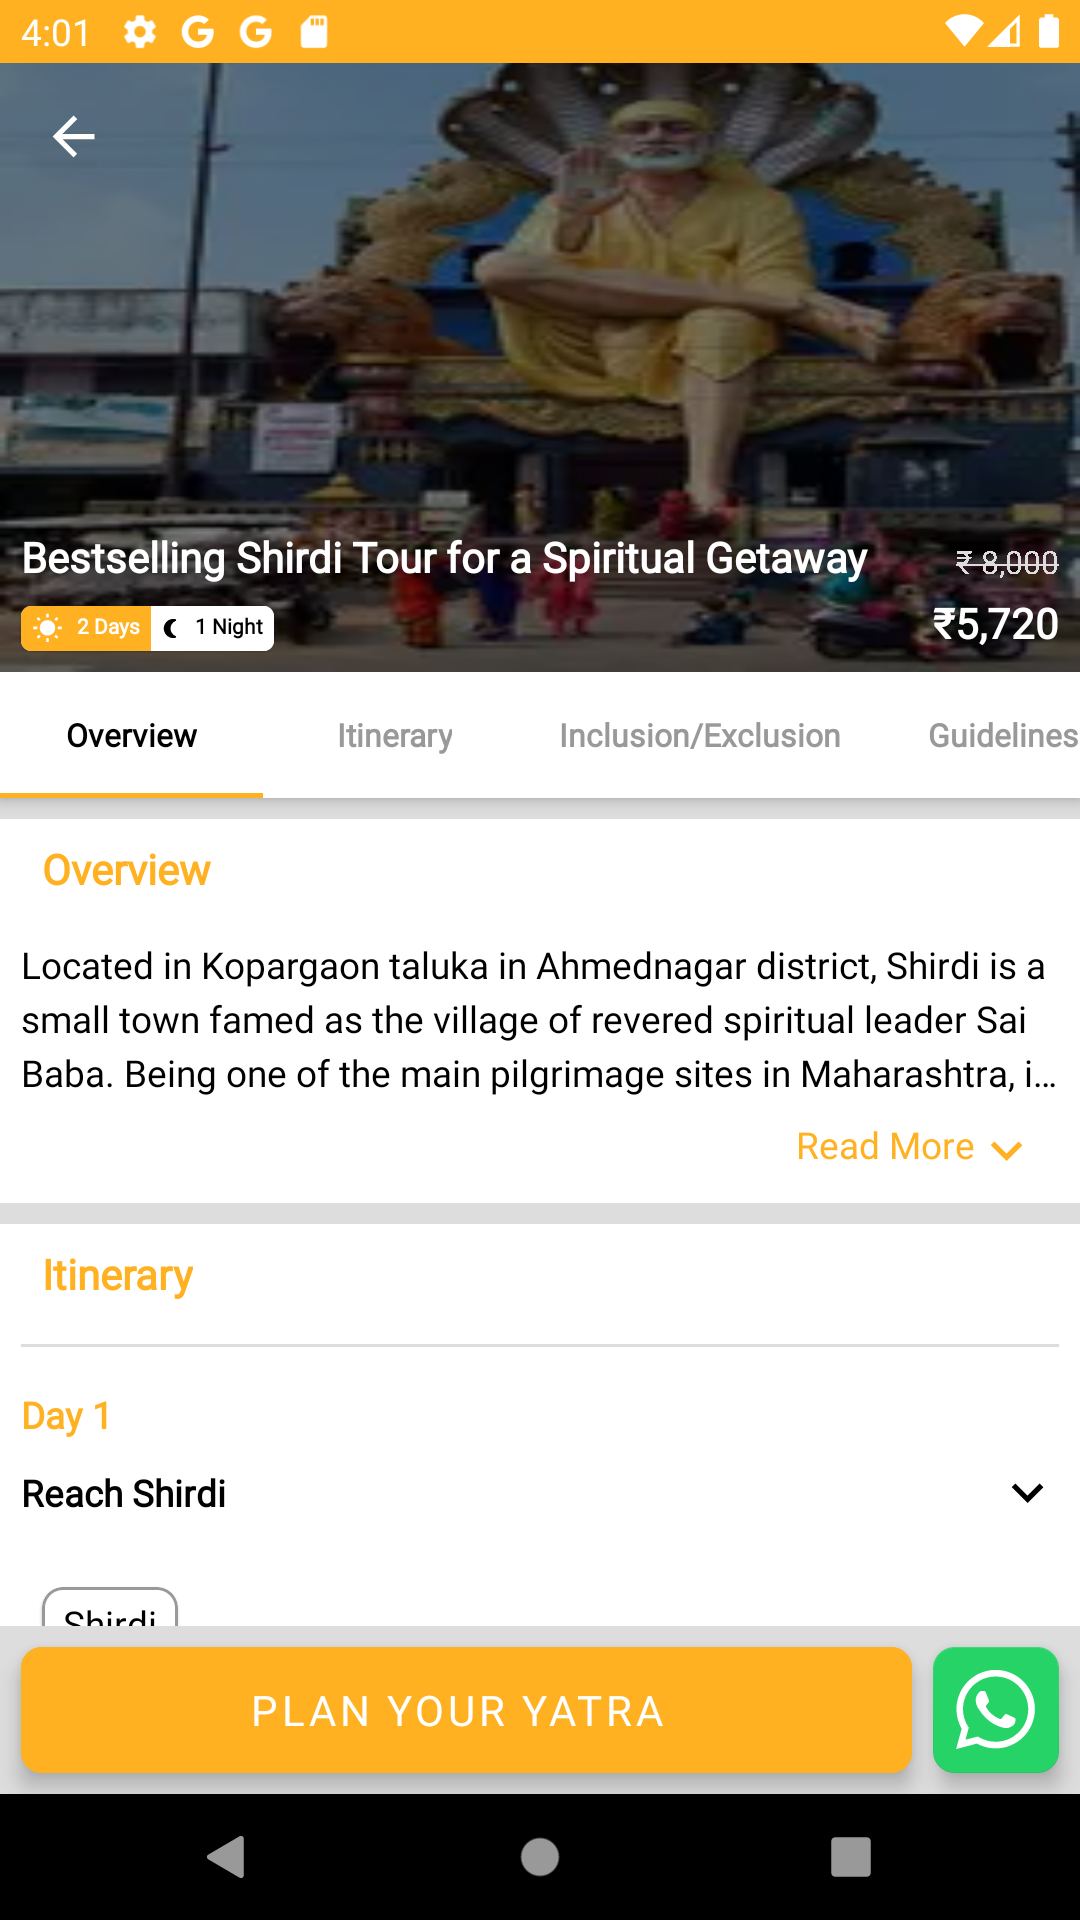 4:01
Bestselling Shirdi Tour for a Spiritual Getaway
₹ 8,000
2 Days
1 Night
₹5,720
Overview
Itinerary
Inclusion/Exclusion
Guidelines
Overview
Located in Kopargaon taluka in Ahmednagar district, Shirdi is a
small town famed as the village of revered spiritual leader Sai
Baba. Being one of the main pilgrimage sites in Maharashtra, i...
Read More
Itinerary
Day 1
Reach Shirdi
Shirdi
PLAN YOUR YATRA